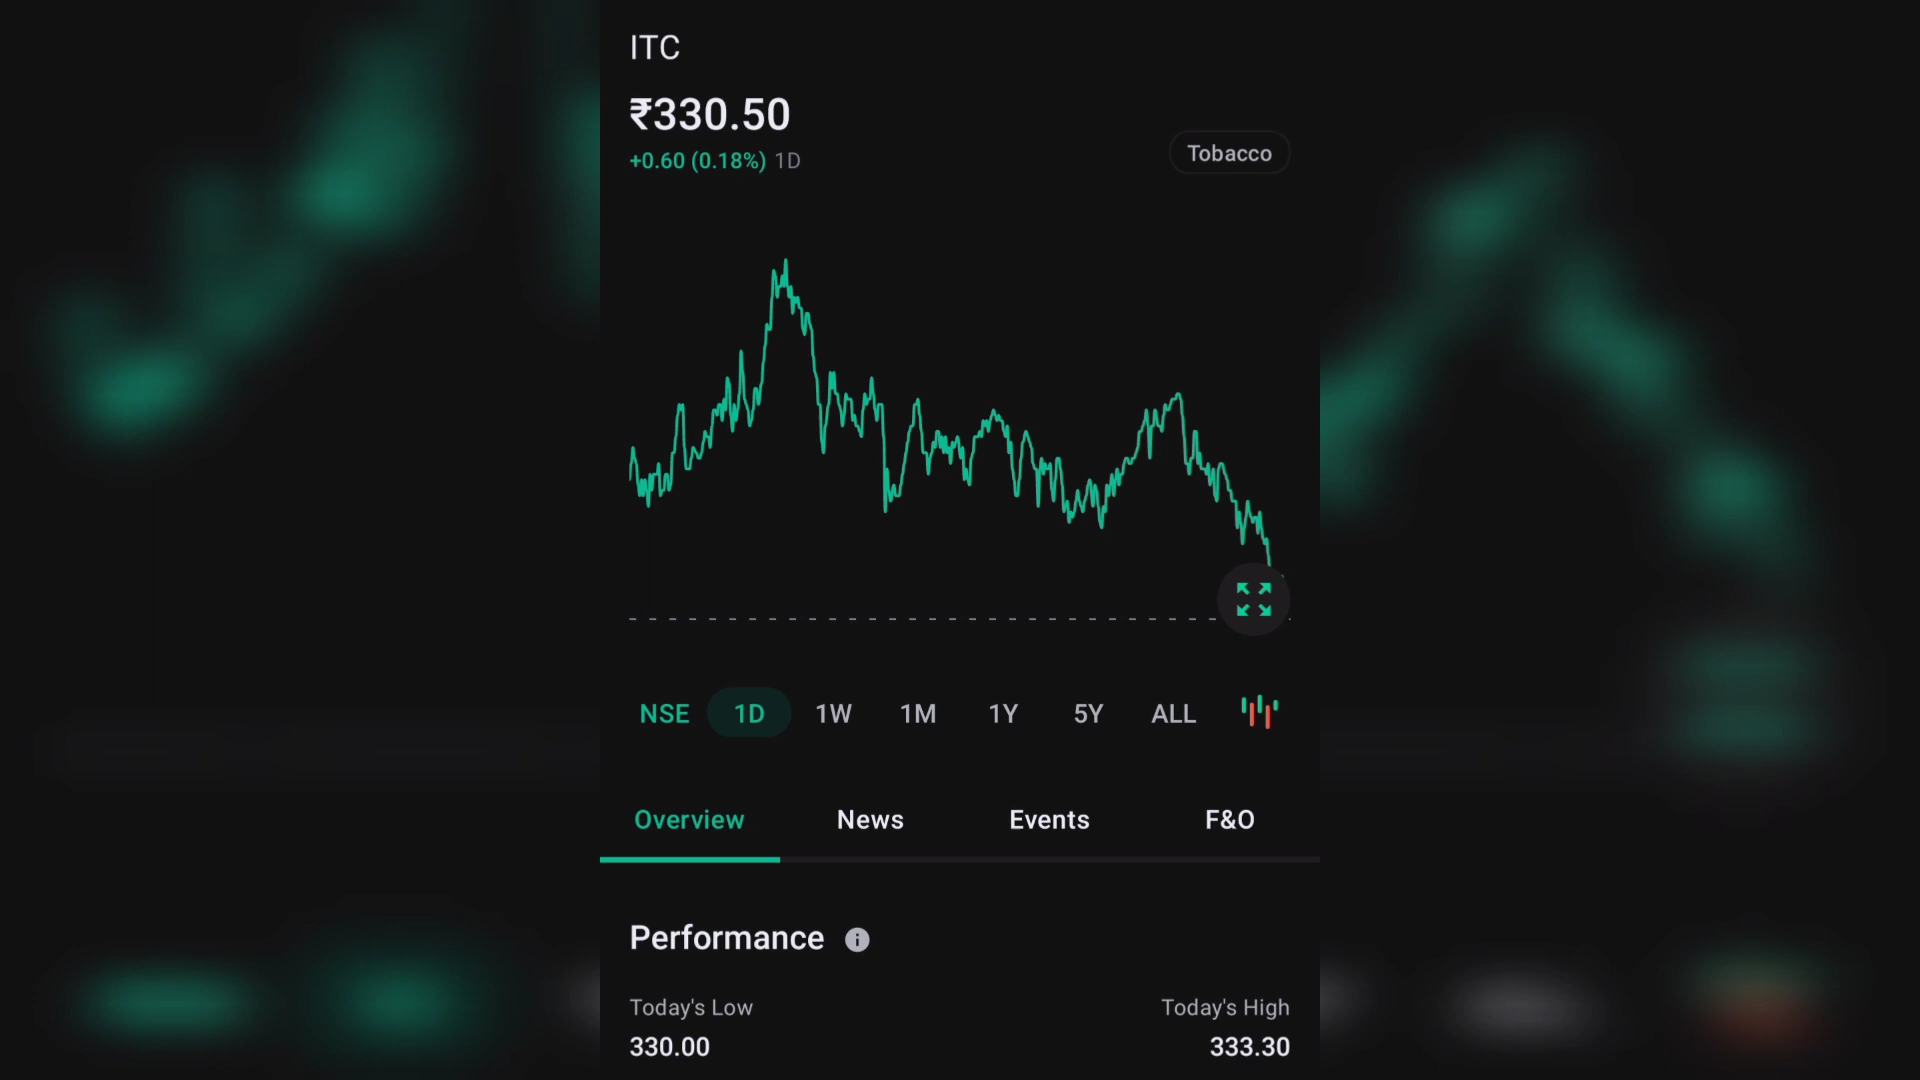 ITC
₹330.50
+0.60 (0.18%) 1D
Tobacco
NSE 1D 1W 1M 1Y 5Y ALL
Overview News Events F&O
Performance
Today's Low Today's High
330.00 333.30